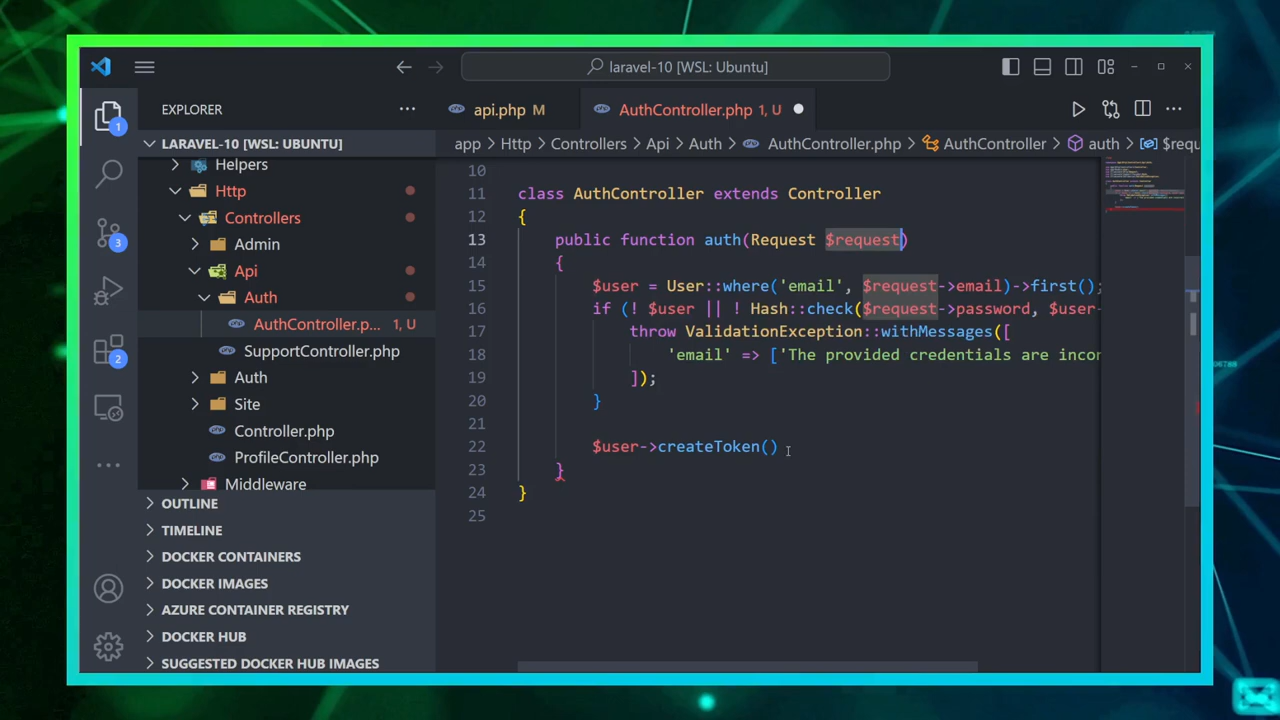 laravel-10 [WSL: Ubuntu]
EXPLORER
api.php M
AuthController.php 1, U
LARAVEL-10 [WSL: UBUNTU]
app > Http > Controllers > Api > Auth > AuthController.php > AuthController > auth > $requ
Helpers
Http
Controllers
Admin
Api
Auth
AuthController.p... 1, U
SupportController.php
Auth
Site
Controller.php
ProfileController.php
Middleware
OUTLINE
TIMELINE
DOCKER CONTAINERS
DOCKER IMAGES
AZURE CONTAINER REGISTRY
DOCKER HUB
SUGGESTED DOCKER HUB IMAGES
1
3
2
10
11 class AuthController extends Controller
12 {
13 public function auth(Request $request)
14 {
15 $user = User::where('email', $request->email)->first();
16 if (! $user || ! Hash::check($request->password, $user-
17 throw ValidationException::withMessages([
18 'email' => ['The provided credentials are incor
19 ]);
20 }
21
22 $user->createToken()
23 }
24 }
25